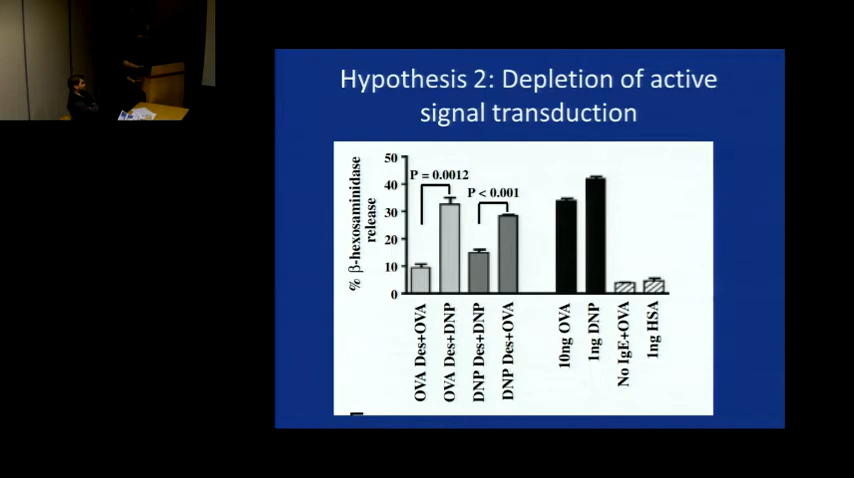 Hypothesis 2: Depletion of active
signal transduction
% β-hexosaminidase
release
50
40
30
20
10
0
P = 0.0012
P < 0.001
OVA Des+OVA
OVA Des+DNP
DNP Des+DNP
DNP Des+OVA
10ng OVA
1ng DNP
No IgE+OVA
1ng HSA